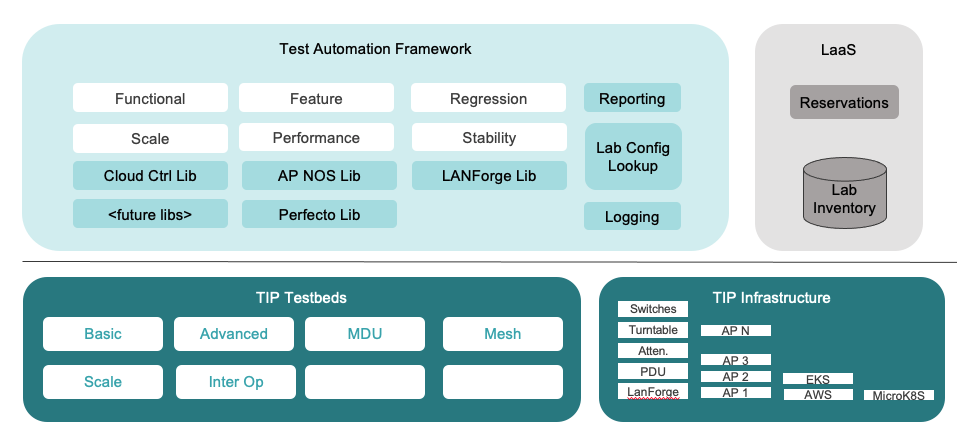 Test Automation Framework
Functional
Feature
Regression
Reporting
Scale
Performance
Stability
Lab Config
Lookup
Cloud Ctrl Lib
AP NOS Lib
LANForge Lib
<future libs>
Perfecto Lib
Logging
LaaS
Reservations
Lab
Inventory
TIP Testbeds
Basic
Advanced
MDU
Mesh
Scale
Inter Op
TIP Infrastructure
Switches
Turntable
AP N
Atten.
AP 3
PDU
AP 2
EKS
LanForge
AP 1
AWS
MicroK8S